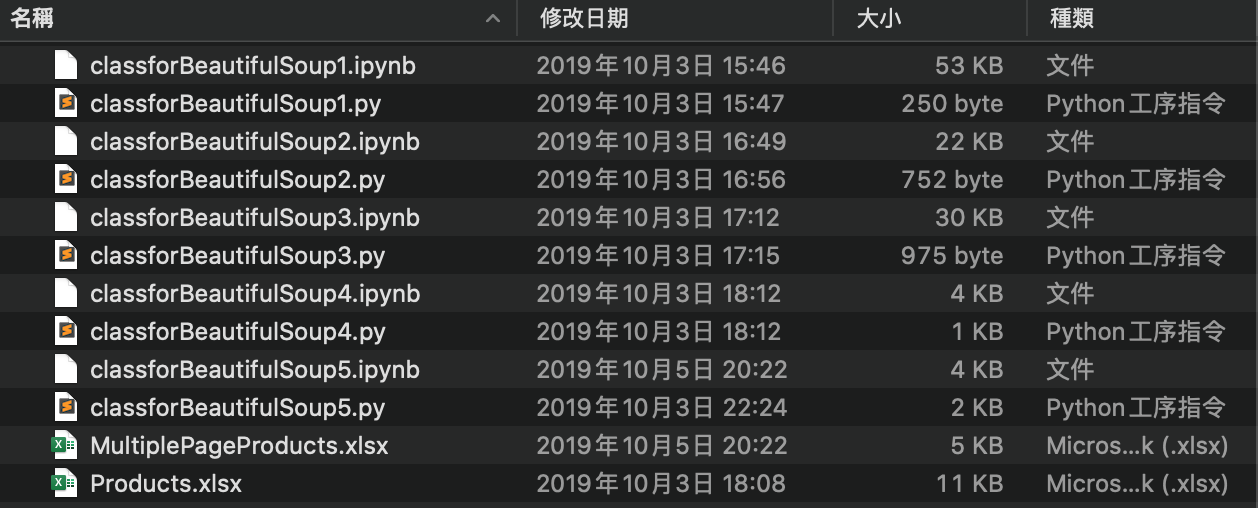 名稱 修改日期 大小 種類
classforBeautifulSoup1.ipynb 2019年10月3日 15:46 53 KB 文件
classforBeautifulSoup1.py 2019年10月3日 15:47 250 byte Python工序指令
classforBeautifulSoup2.ipynb 2019年10月3日 16:49 22 KB 文件
classforBeautifulSoup2.py 2019年10月3日 16:56 752 byte Python工序指令
classforBeautifulSoup3.ipynb 2019年10月3日 17:12 30 KB 文件
classforBeautifulSoup3.py 2019年10月3日 17:15 975 byte Python工序指令
classforBeautifulSoup4.ipynb 2019年10月3日 18:12 4 KB 文件
classforBeautifulSoup4.py 2019年10月3日 18:12 1 KB Python工序指令
classforBeautifulSoup5.ipynb 2019年10月5日 20:22 4 KB 文件
classforBeautifulSoup5.py 2019年10月3日 22:24 2 KB Python工序指令
MultiplePageProducts.xlsx 2019年10月5日 20:22 5 KB Micros...k (.xlsx)
Products.xlsx 2019年10月3日 18:08 11 KB Micros...k (.xlsx)